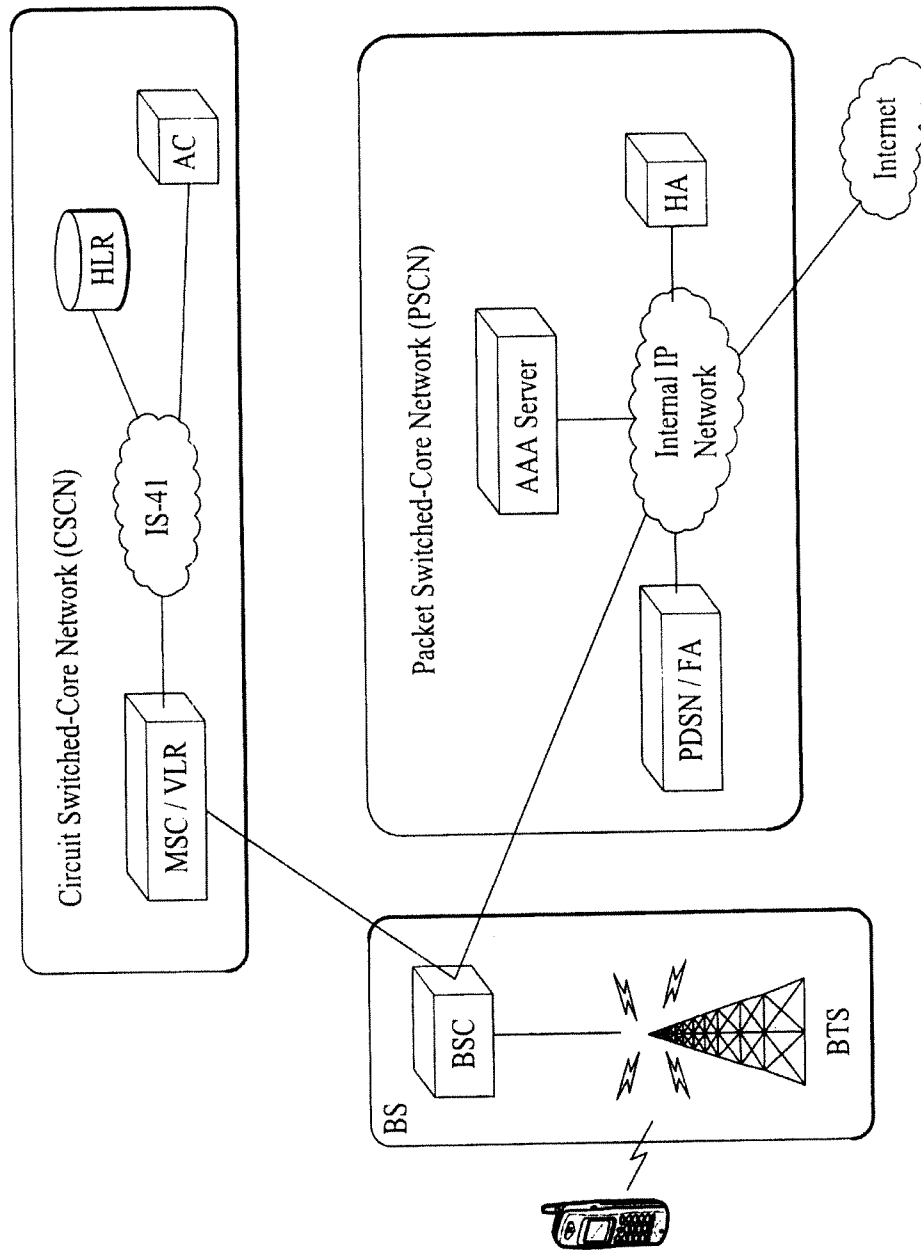 Circuit Switched-Core Network (CSCN)
HLR
AC
IS-41
MSC / VLR
Packet Switched-Core Network (PSCN)
AAA Server
HA
Internal IP
Network
PDSN / FA
Internet
BS
BSC
BTS